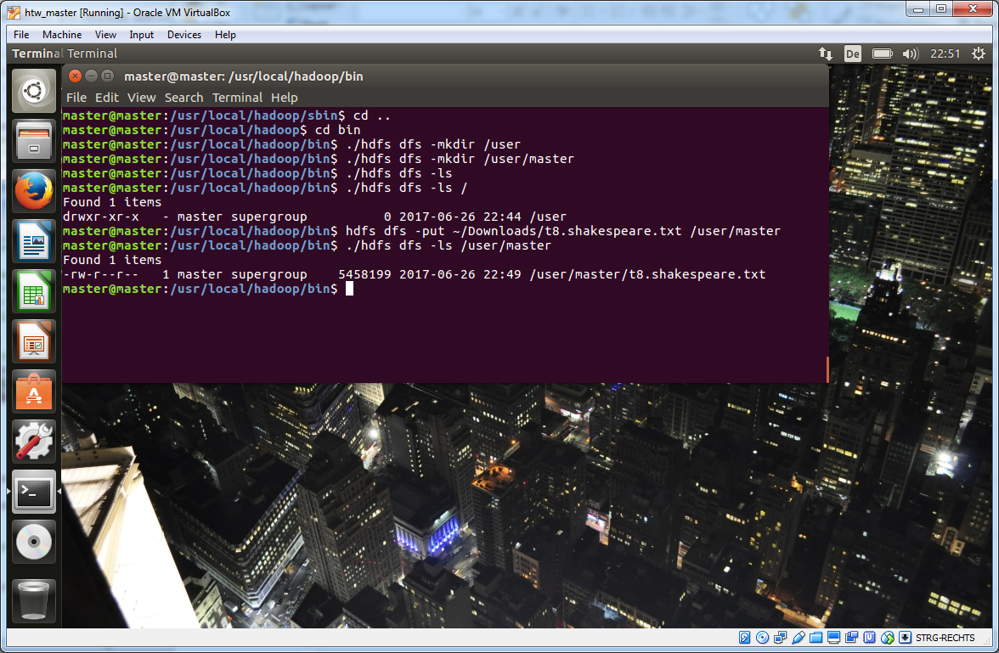 htw_master [Running] - Oracle VM VirtualBox
File Machine View Input Devices Help
Terminal Terminal De 22:51
master@master: /usr/local/hadoop/bin
File Edit View Search Terminal Help
master@master:/usr/local/hadoop/sbin$ cd ..
master@master:/usr/local/hadoop$ cd bin
master@master:/usr/local/hadoop/bin$ ./hdfs dfs -mkdir /user
master@master:/usr/local/hadoop/bin$ ./hdfs dfs -mkdir /user/master
master@master:/usr/local/hadoop/bin$ ./hdfs dfs -ls
master@master:/usr/local/hadoop/bin$ ./hdfs dfs -ls /
Found 1 items
drwxr-xr-x   - master supergroup          0 2017-06-26 22:44 /user
master@master:/usr/local/hadoop/bin$ hdfs dfs -put ~/Downloads/t8.shakespeare.txt /user/master
master@master:/usr/local/hadoop/bin$ ./hdfs dfs -ls /user/master
Found 1 items
-rw-r--r--   1 master supergroup    5458199 2017-06-26 22:49 /user/master/t8.shakespeare.txt
master@master:/usr/local/hadoop/bin$
STRG-RECHTS